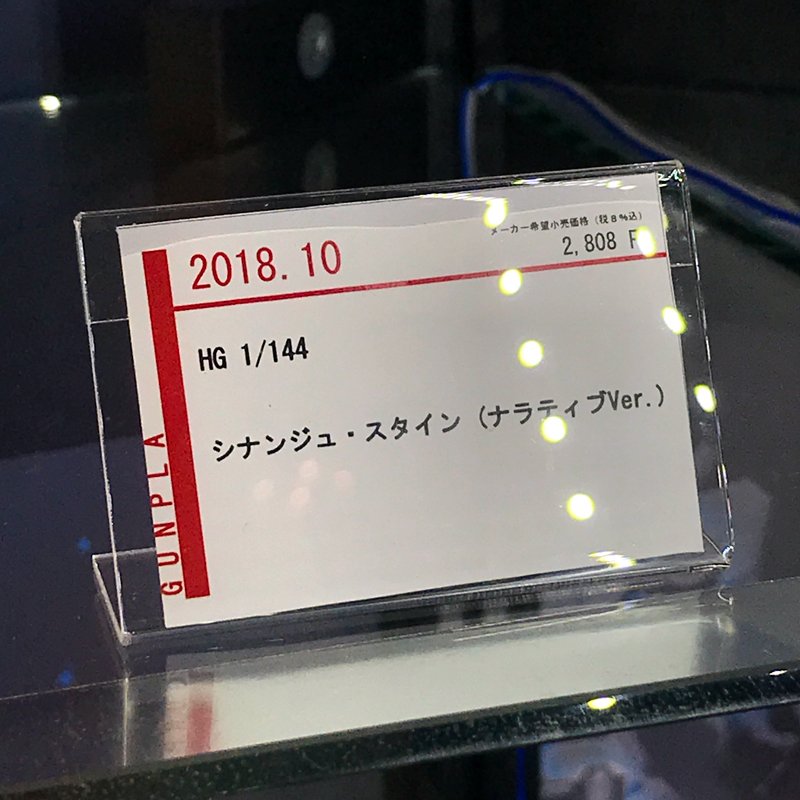 2018.10
メーカー希望小売価格（税8%込）
2,808
HG 1/144
シナンジュ・スタイン（ナラティブVer.）
GUNPLA